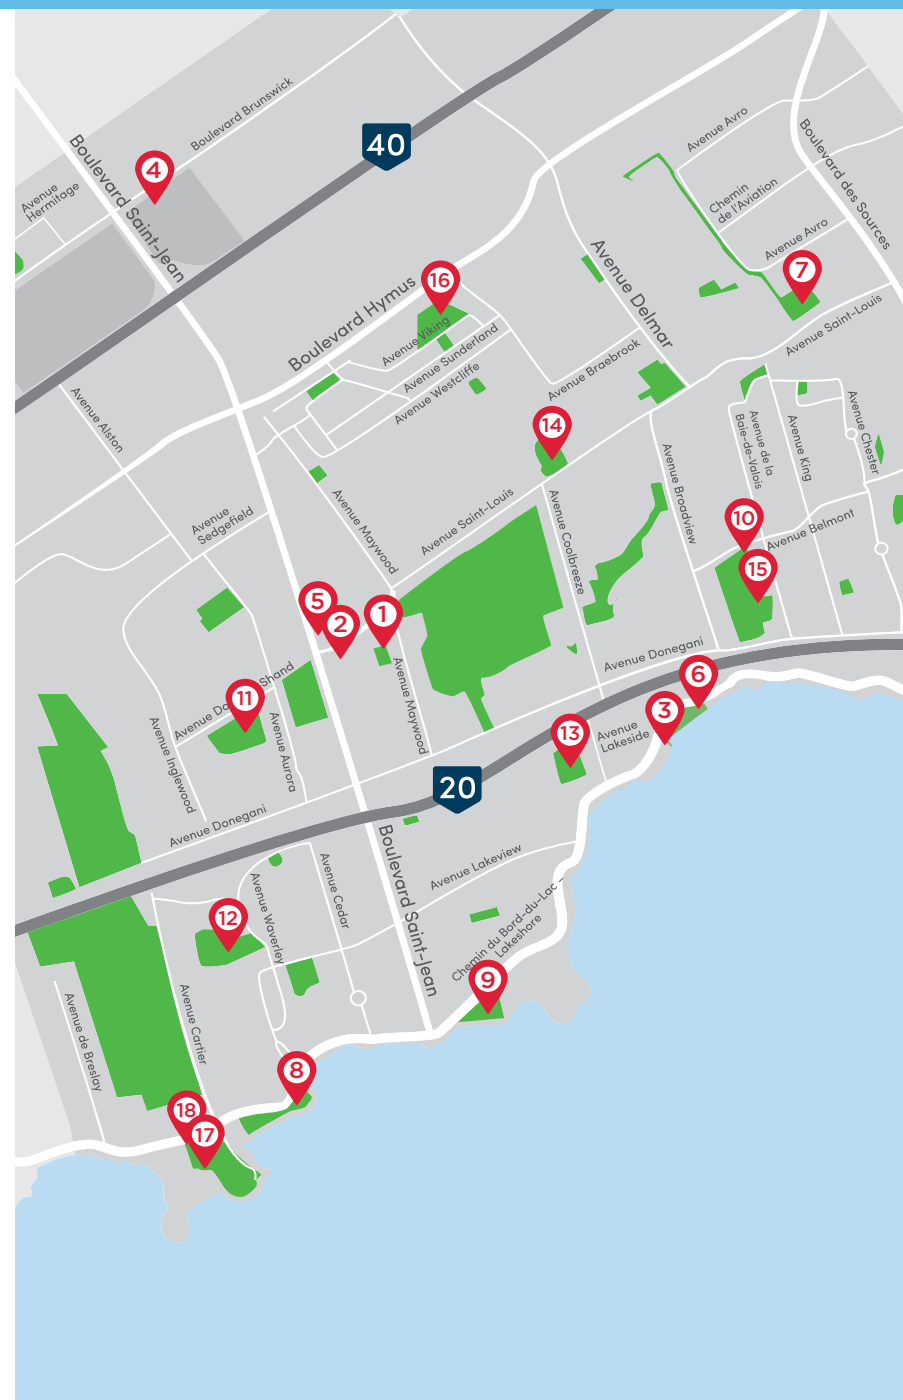 Boulevard Brunswick
40
Avenue Avro
Boulevard des Sources
Boulevard Saint-Jean
4
Avenue
Hermitage
Chemin
de l'Aviation
Avenue Avro
7
Avenue Delmar
16
Boulevard Hymus
Avenue Viking
Avenue Sunderland
Avenue Westcliffe
Avenue Saint-Louis
Avenue Braebrook
Avenue Alston
14
Avenue de la
Baie-de-Valois
Avenue King
Avenue Chester
Avenue Broadview
Avenue
Sedgefield
Avenue Maywood
Avenue Saint-Louis
Avenue Coolbreeze
10
Avenue Belmont
15
5
2
1
Avenue Donegani
6
Avenue Shand
11
Avenue Maywood
3
Avenue
Lakeside
13
Avenue Inglewood
Avenue Aurora
20
Avenue Donegani
Boulevard Saint-Jean
Avenue Lakeview
Avenue Cedar
Avenue Waverley
12
Chemin du Bord-du-Lac -
Lakeshore
9
Avenue de Breslay
Avenue Cartier
8
18
17